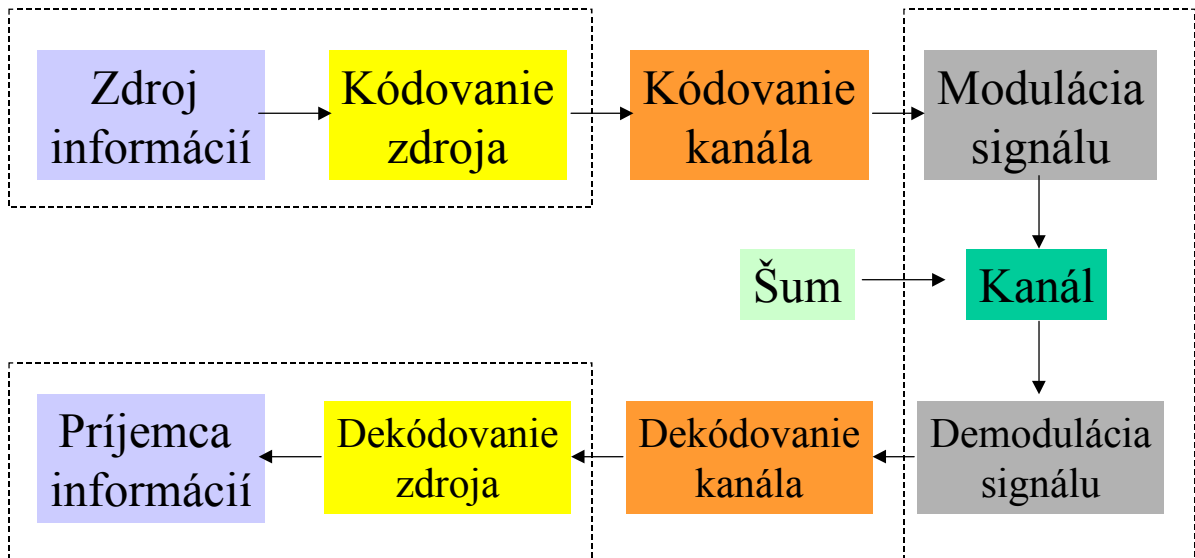 Zdroj
informácií
Kódovanie
zdroja
Kódovanie
kanála
Modulácia
signálu
Šum
Kanál
Príjemca
informácií
Dekódovanie
zdroja
Dekódovanie
kanála
Demodulácia
signálu